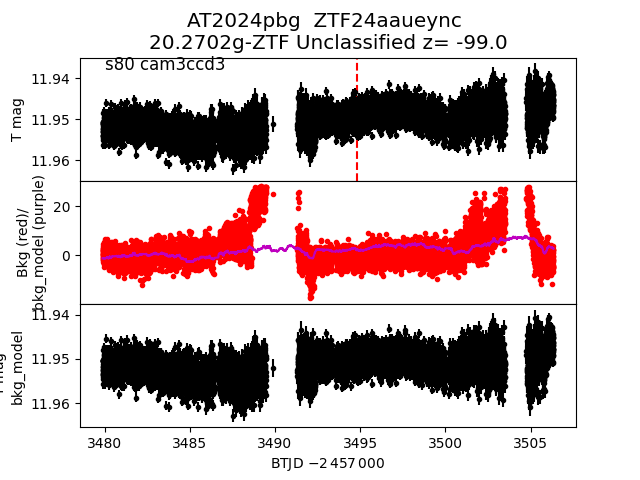 AT2024pbg  ZTF24aaueync
20.2702g-ZTF Unclassified z= -99.0
s80 cam3ccd3
11.94
11.95
11.96
T mag
20
0
Bkg (red)/
bkg_model (purple)
11.94
11.95
11.96
bkg_model
3480
3485
3490
3495
3500
3505
BTJD −2 457 000